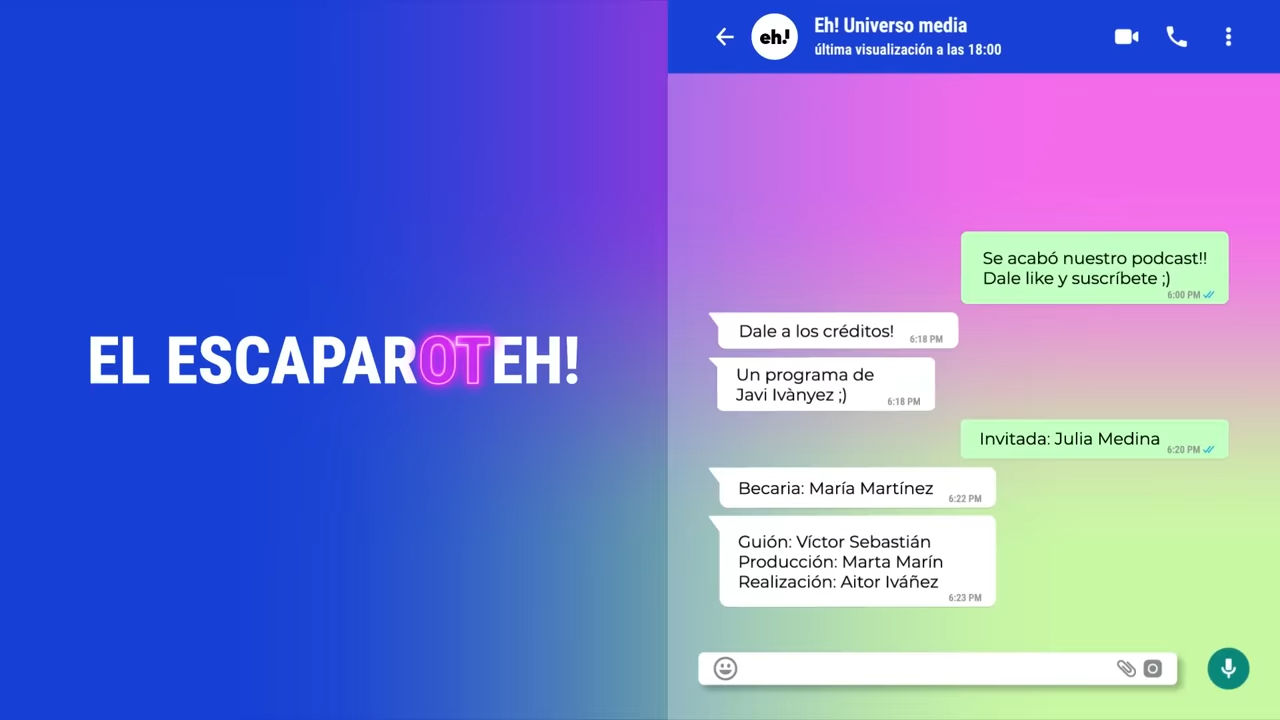 EL ESCAPAROTEH!
eh!
Eh! Universo media
última visualización a las 18:00
Se acabó nuestro podcast!!
Dale like y suscríbete ;)
6:00 PM
Dale a los créditos!
6:18 PM
Un programa de
Javi Ivànyez ;)
6:18 PM
Invitada: Julia Medina
6:20 PM
Becaria: María Martínez
6:22 PM
Guión: Víctor Sebastián
Producción: Marta Marín
Realización: Aitor Iváñez
6:23 PM